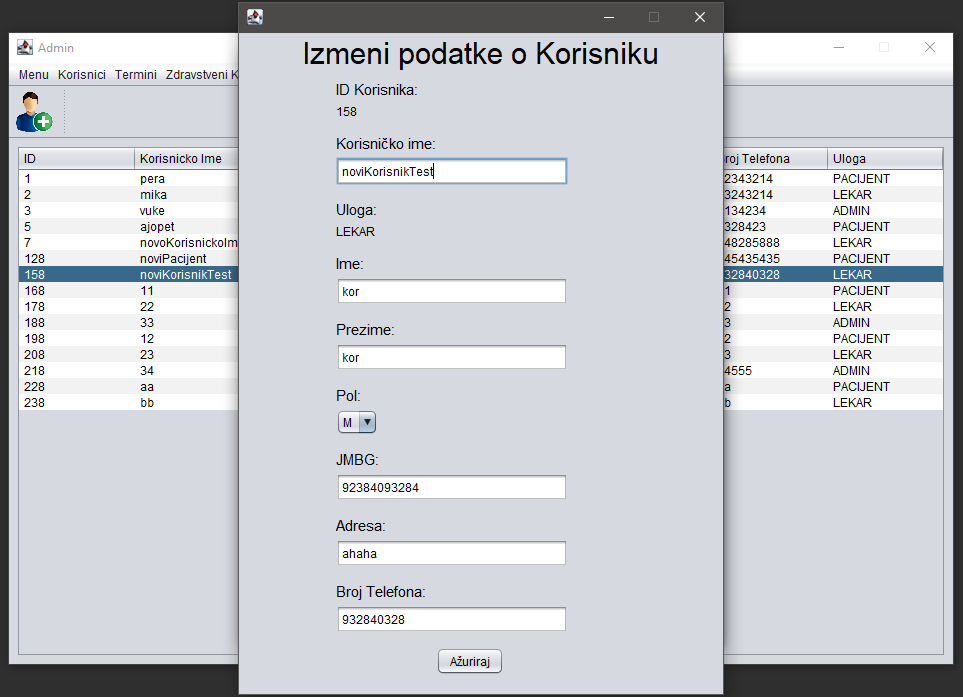 Admin
Menu Korisnici Termini Zdravstveni K
ID Korisnicko Ime
1 pera
2 mika
3 vuke
5 ajopet
7 novoKorisnickoIm
128 noviPacijent
158 noviKorisnikTest
168 11
178 22
188 33
198 12
208 23
218 34
228 aa
238 bb
Izmeni podatke o Korisniku
ID Korisnika:
158
Korisničko ime:
noviKorisnikTest
Uloga:
LEKAR
Ime:
kor
Prezime:
kor
Pol:
M
JMBG:
92384093284
Adresa:
ahaha
Broj Telefona:
932840328
Ažuriraj
roj Telefona Uloga
2343214 PACIJENT
3243214 LEKAR
134234 ADMIN
328423 PACIJENT
48285888 LEKAR
45435435 PACIJENT
32840328 LEKAR
1 PACIJENT
2 LEKAR
3 ADMIN
2 PACIJENT
3 LEKAR
4555 ADMIN
a PACIJENT
b LEKAR